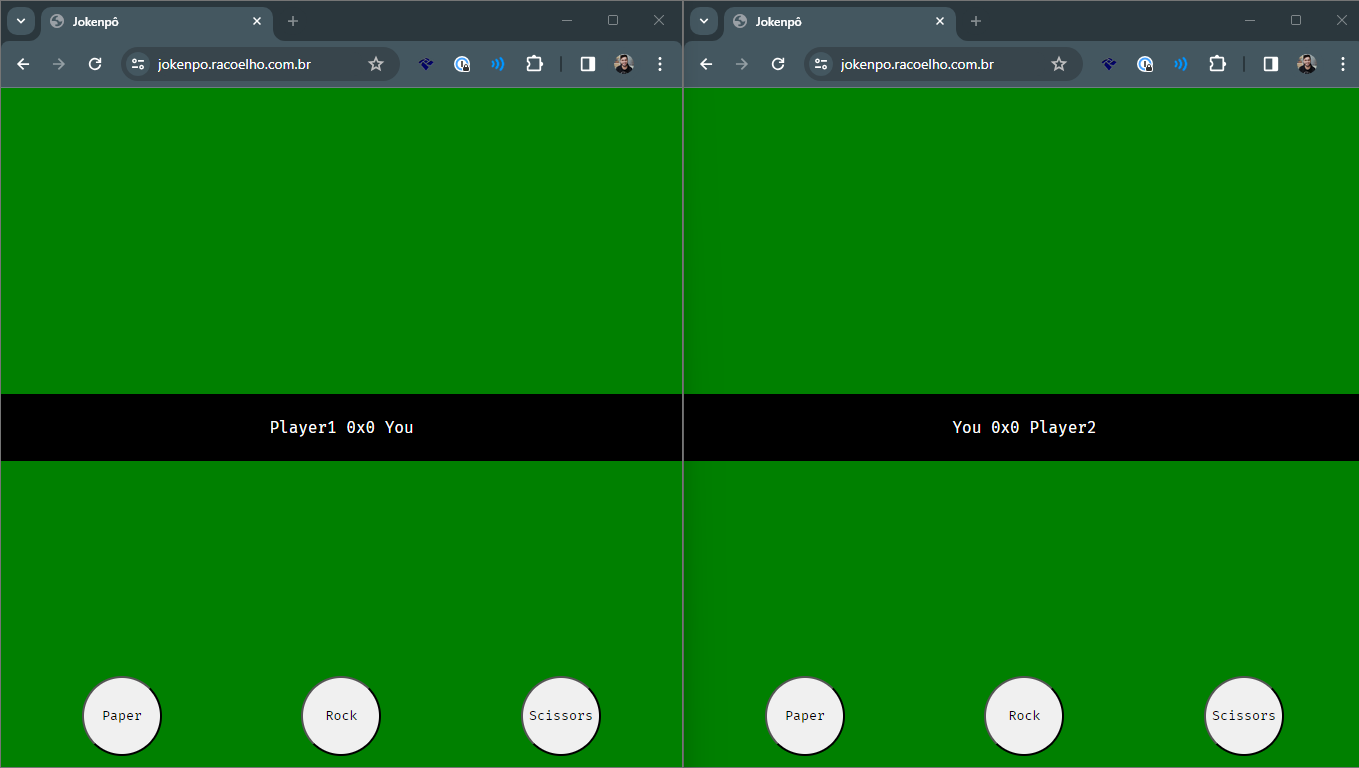 Jokenpô
jokenpo.racoelho.com.br
Player1 0x0 You
Paper
Rock
Scissors
Jokenpô
jokenpo.racoelho.com.br
You 0x0 Player2
Paper
Rock
Scissors